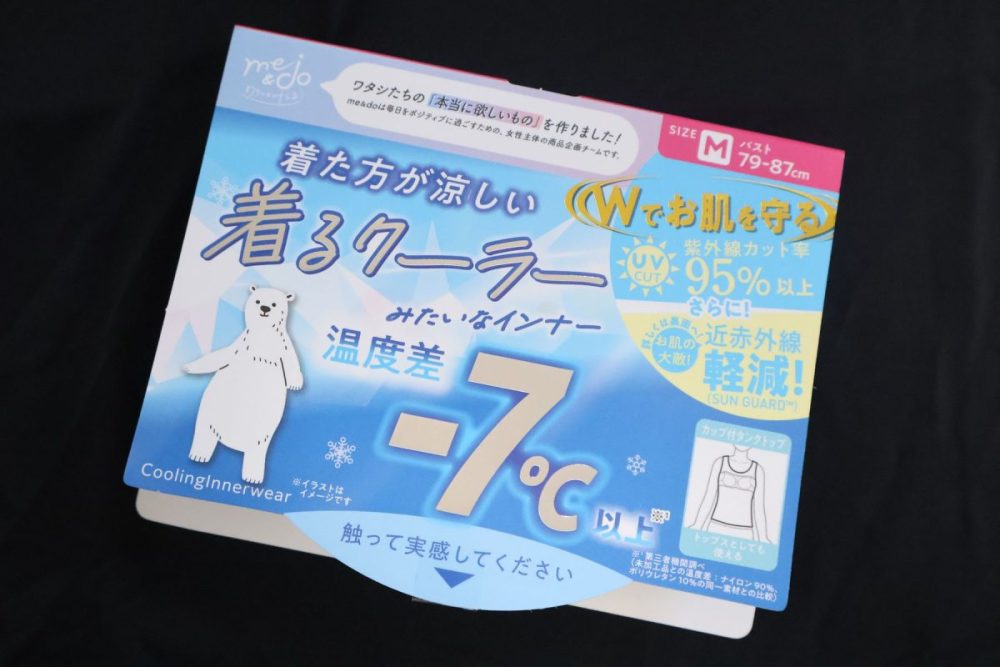 me&do
ワタシたちの「本当に欲しいもの」を作りました!
me&doは毎日をポジティブに過ごすための、女性主体の商品企画チームです。
SIZE M バスト
79-87cm
着た方が涼しい
着るクーラー
みたいなインナー
温度差
-7℃以上※1
Wでお肌を守る
UV CUT
紫外線カット率
95%以上
さらに!
詳しくは裏面へ
お肌の大敵!
近赤外線
軽減!
(SUN GUARD™)
カップ付タンクトップ
トップスとしても
使える
CoolingInnerwear
※イラストは
イメージです
触って実感してください
※1 第三者機関調べ
(未加工品との温度差:ナイロン90%、
ポリウレタン10%の同一素材との比較)